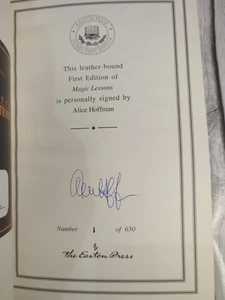 This leather-bound
First Edition of
Magic Lessons
is personally signed by
Alice Hoffman
Number 1 of 650
by
The Easton Press